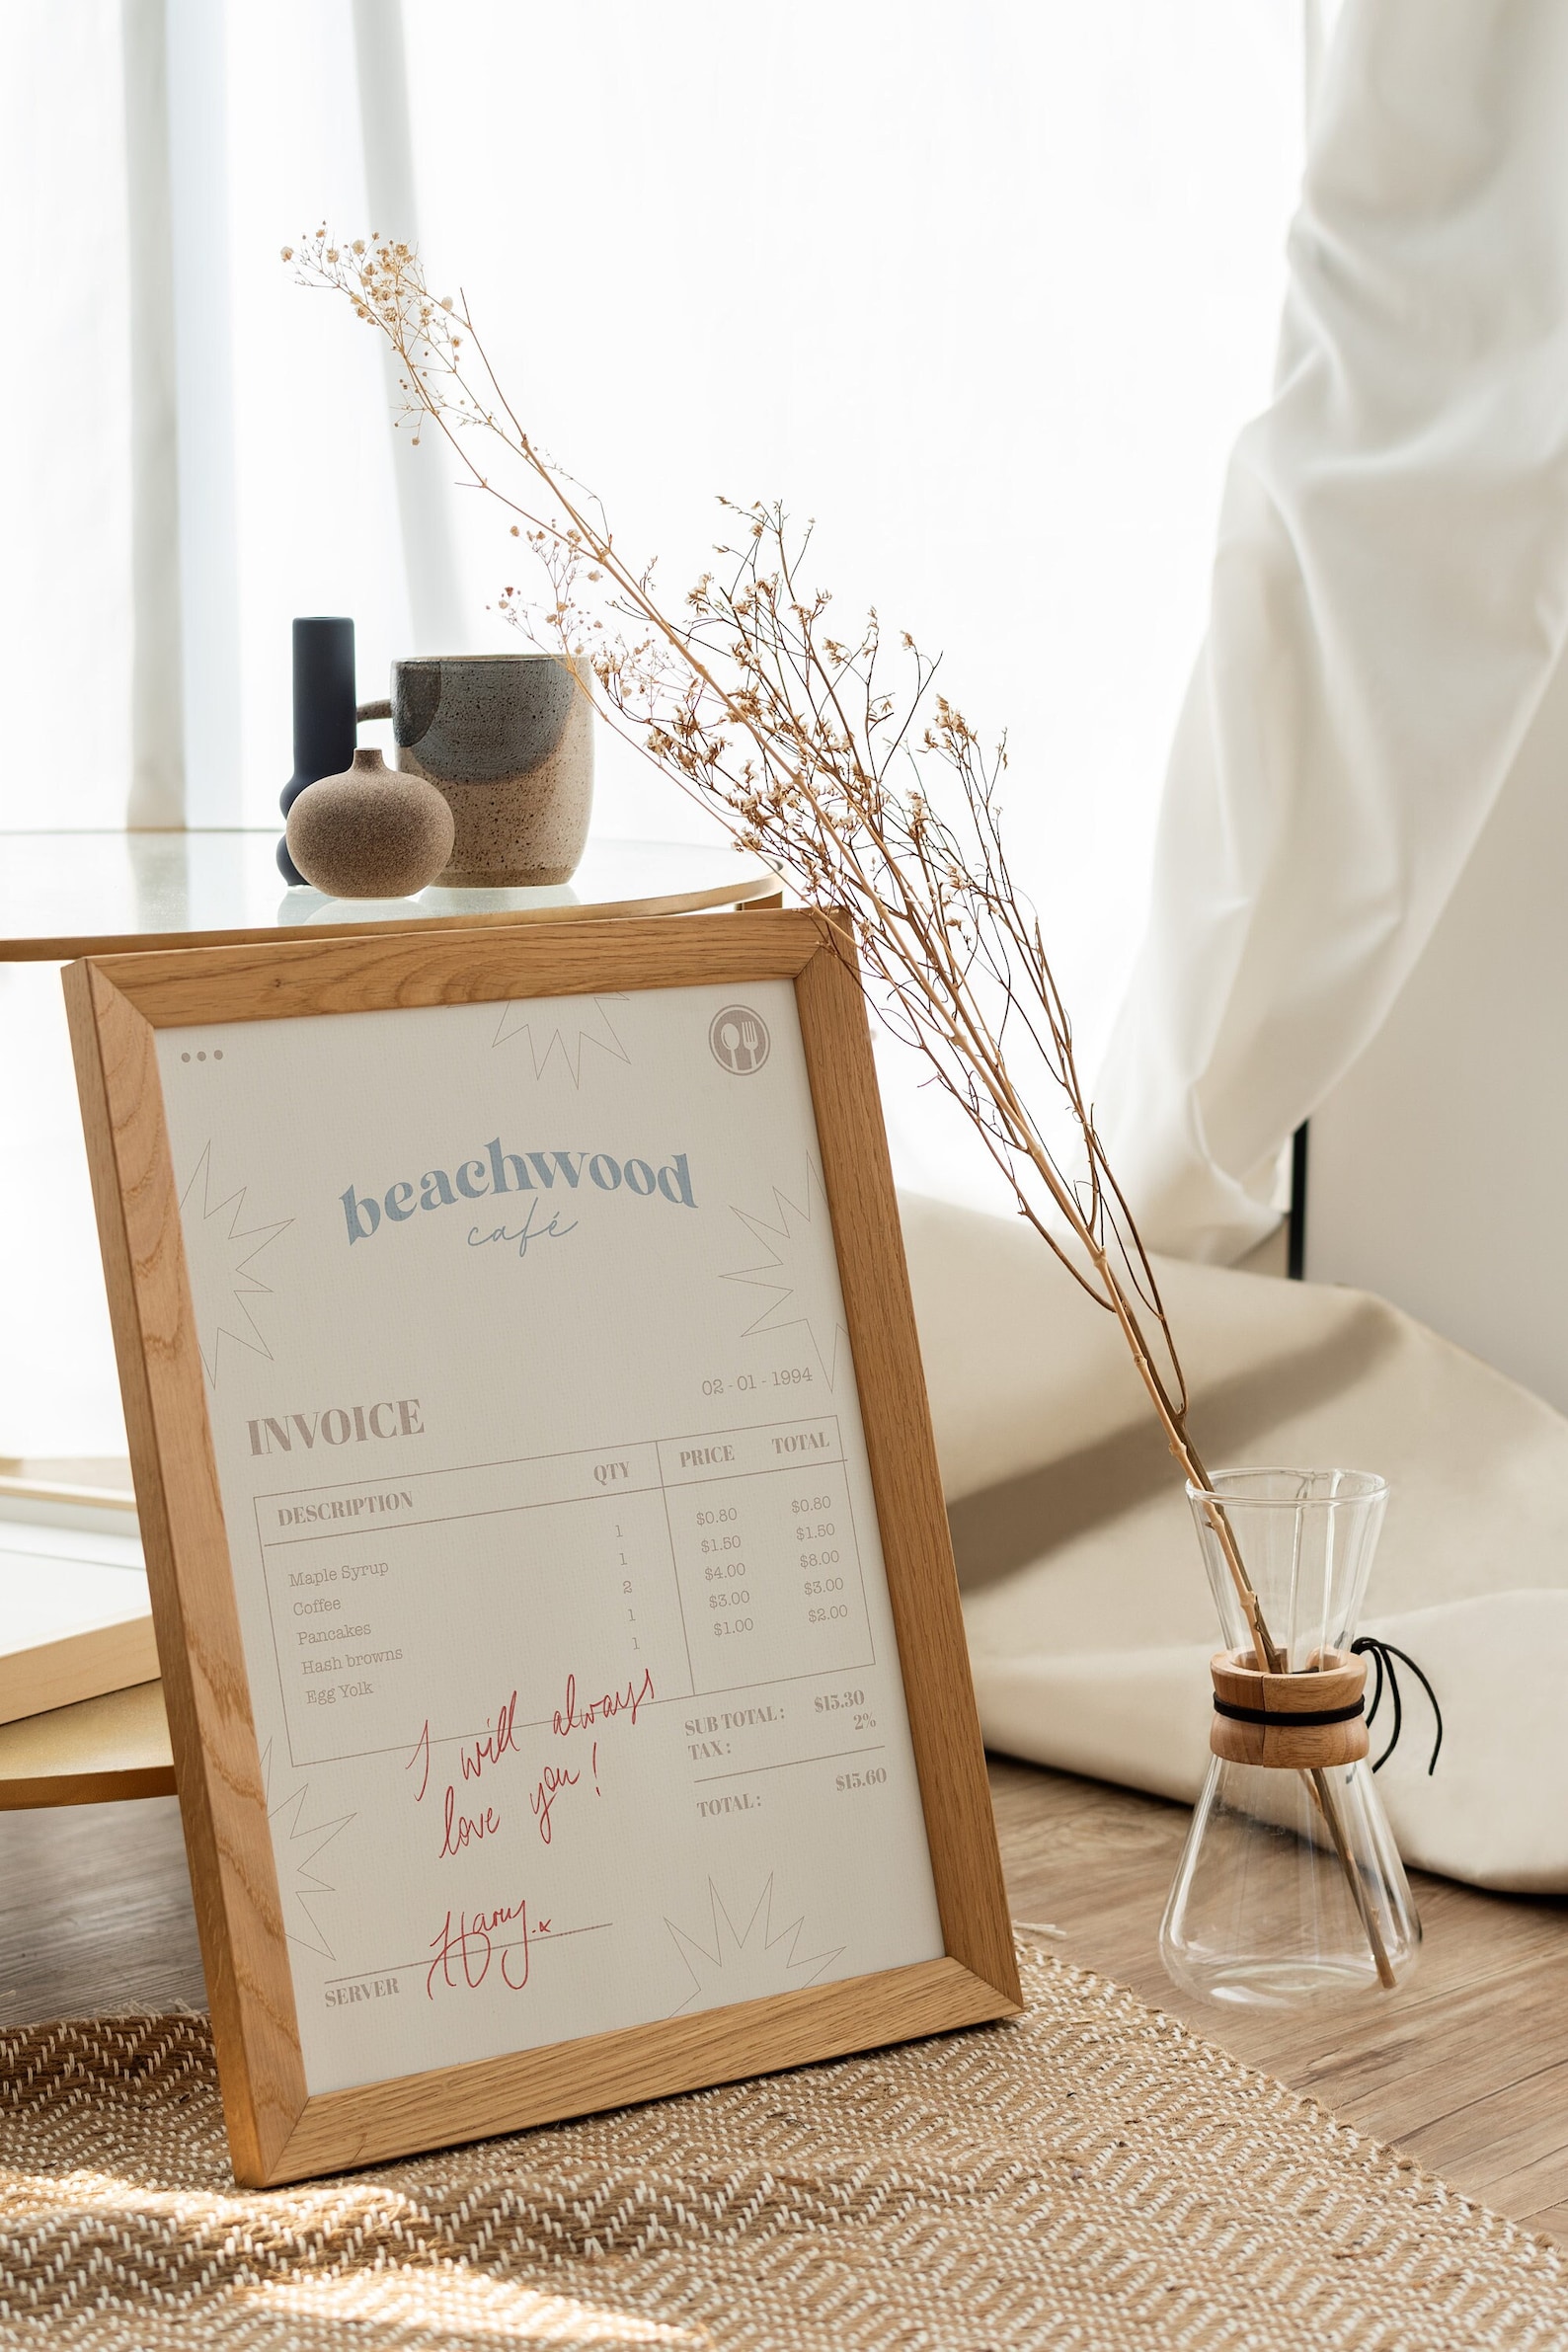 beachwood
café
02 - 01 - 1994
INVOICE
DESCRIPTION QTY PRICE TOTAL
Maple Syrup 1 $0.80 $0.80
Coffee 1 $1.50 $1.50
Pancakes 2 $4.00 $8.00
Hash browns 1 $3.00 $3.00
Egg Yolk 1 $1.00 $2.00
SUB TOTAL : $15.30
TAX : 2%
TOTAL : $15.60
I will always
love you!
SERVER Harry.x